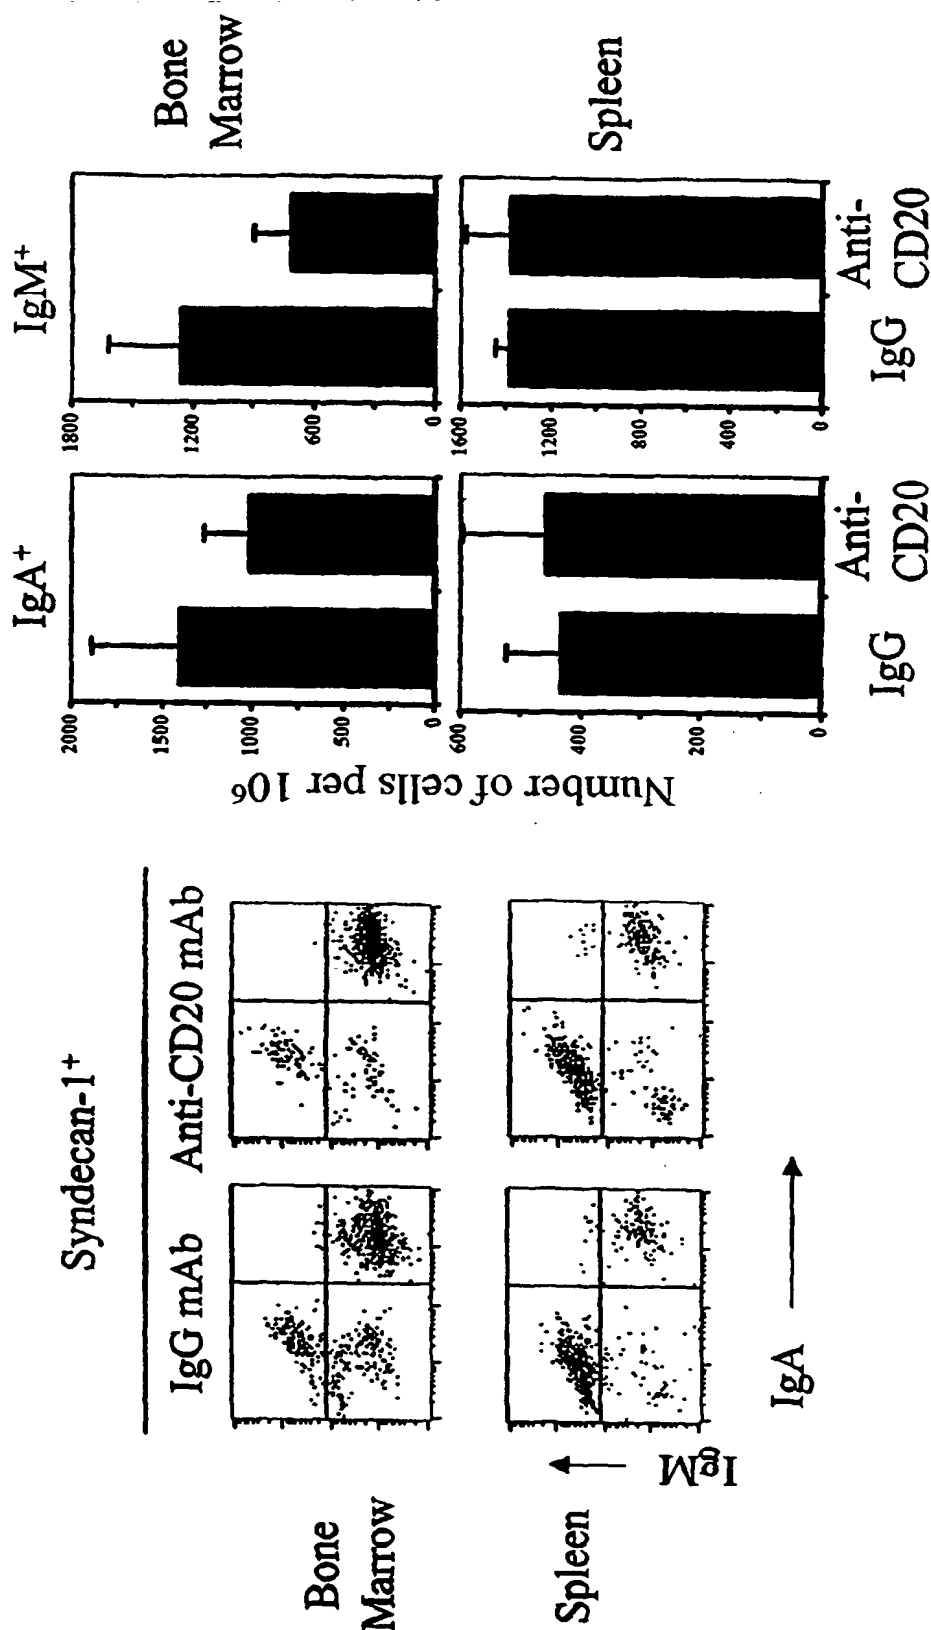 Syndecan-1⁺
IgG mAb
Anti-CD20 mAb
Bone
Marrow
Spleen
IgM
IgA
Number of cells per 10⁶
IgA⁺
IgM⁺
2000
1500
1000
500
0
1800
1200
600
0
Bone
Marrow
600
400
200
0
1600
1200
800
400
0
Spleen
IgG
Anti-
CD20
IgG
Anti-
CD20